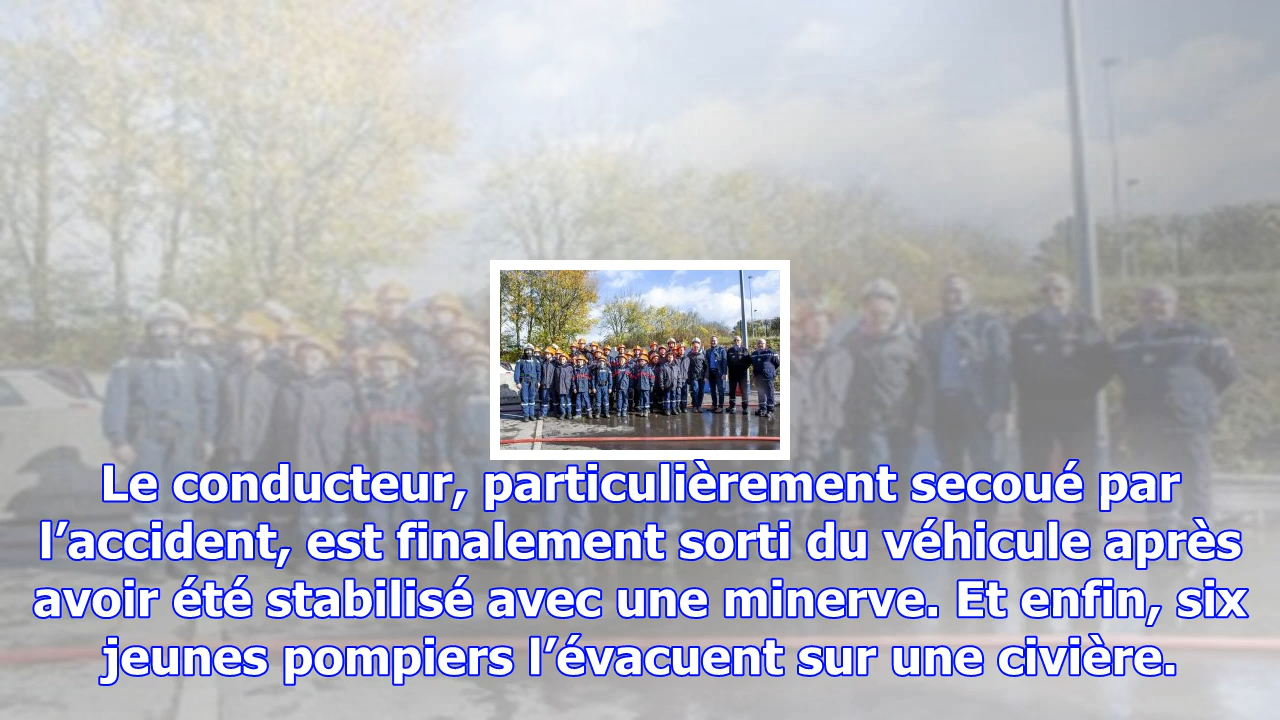 Le conducteur, particulièrement secoué par
l’accident, est finalement sorti du véhicule après
avoir été stabilisé avec une minerve. Et enfin, six
jeunes pompiers l’évacuent sur une civière.